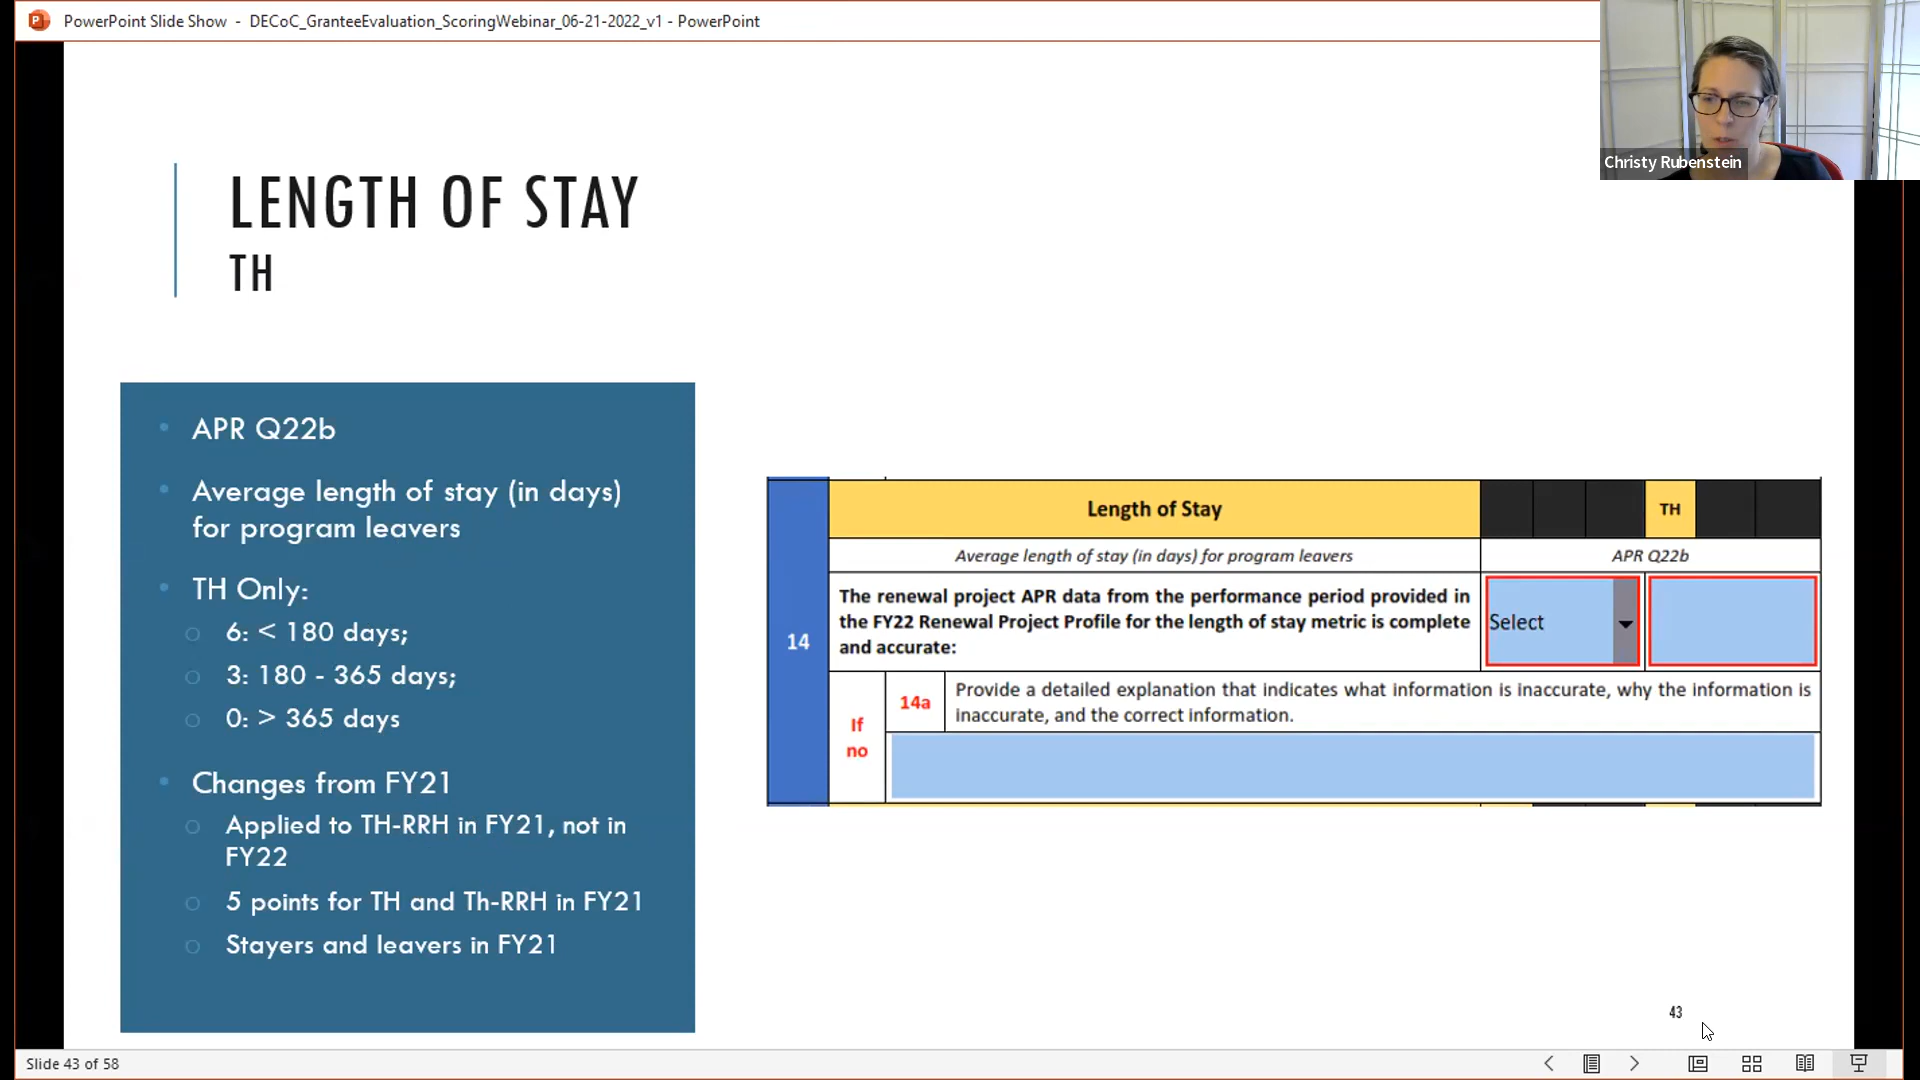 PowerPoint Slide Show - DECoC_GranteeEvaluation_ScoringWebinar_06-21-2022_v1 - PowerPoint
Christy Rubenstein
LENGTH OF STAY
TH
• APR Q22b
• Average length of stay (in days)
for program leavers
• TH Only:
○ 6: < 180 days;
○ 3: 180 - 365 days;
○ 0: > 365 days
• Changes from FY21
○ Applied to TH-RRH in FY21, not in
FY22
○ 5 points for TH and Th-RRH in FY21
○ Stayers and leavers in FY21
14
Length of Stay
TH
Average length of stay (in days) for program leavers
APR Q22b
The renewal project APR data from the performance period provided in
the FY22 Renewal Project Profile for the length of stay metric is complete
and accurate:
Select
If
no
14a
Provide a detailed explanation that indicates what information is inaccurate, why the information is
inaccurate, and the correct information.
43
Slide 43 of 58